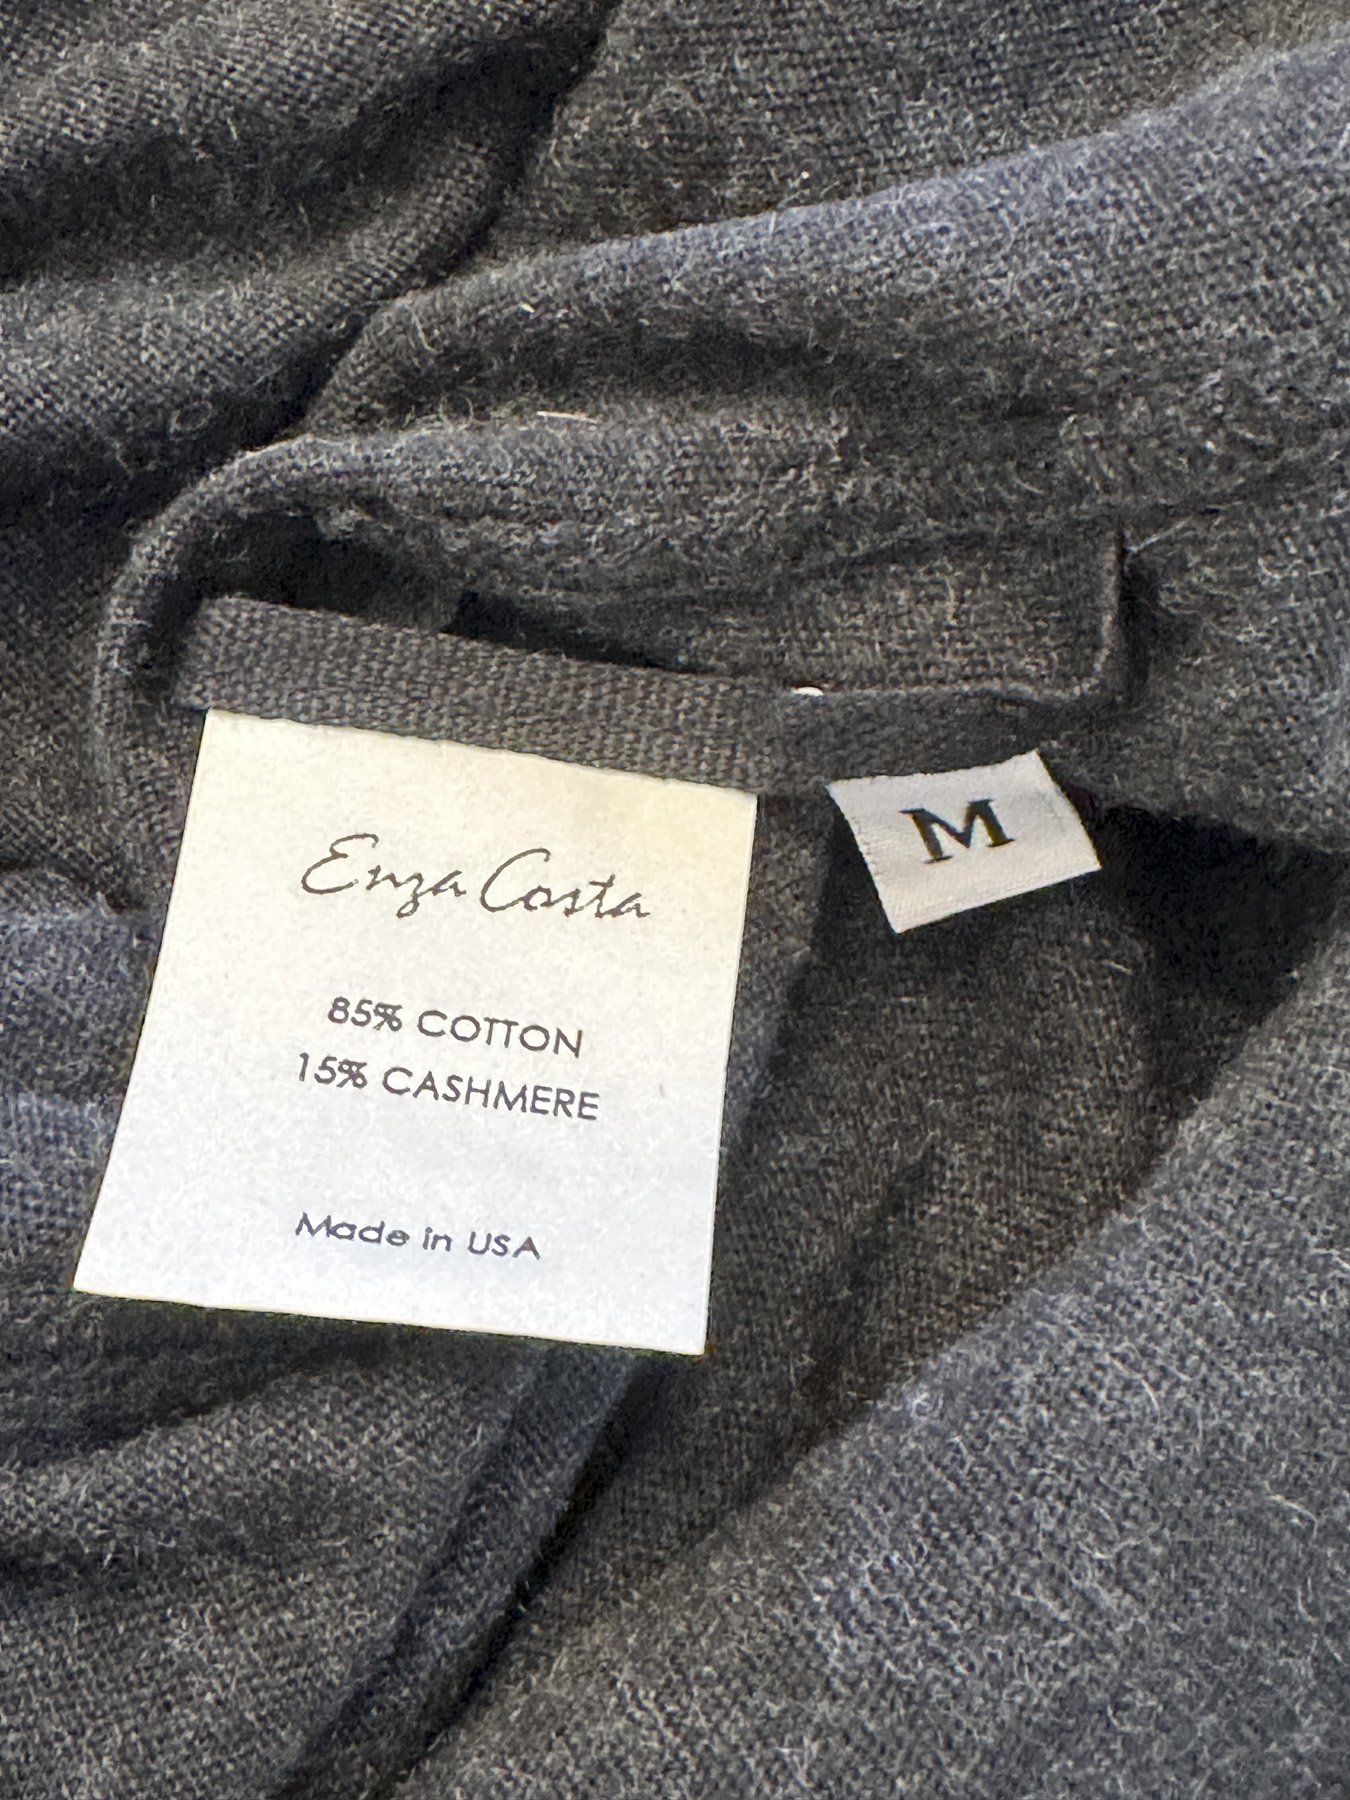 Enza Costa
85% COTTON
15% CASHMERE
Made in USA
M